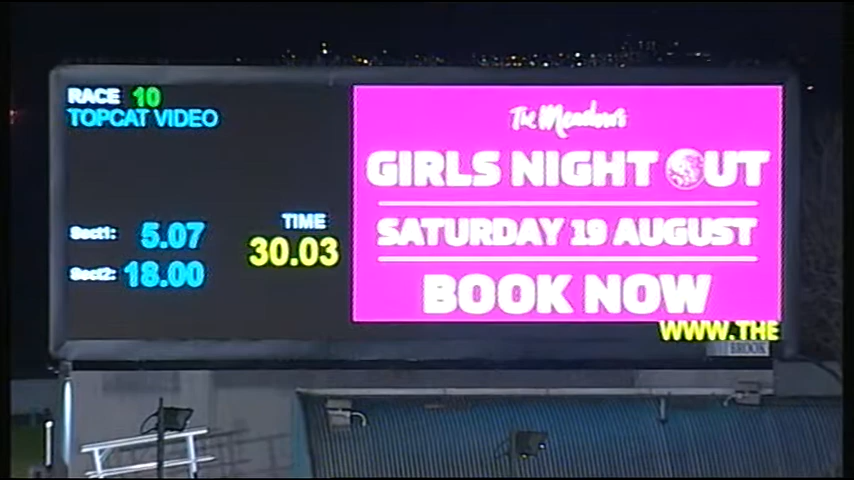 RACE 10
TOPCAT VIDEO
Sect1: 5.07
Sect2: 18.00
TIME
30.03
The Meadows
GIRLS NIGHT OUT
SATURDAY 19 AUGUST
BOOK NOW
WWW.THE
BROOK